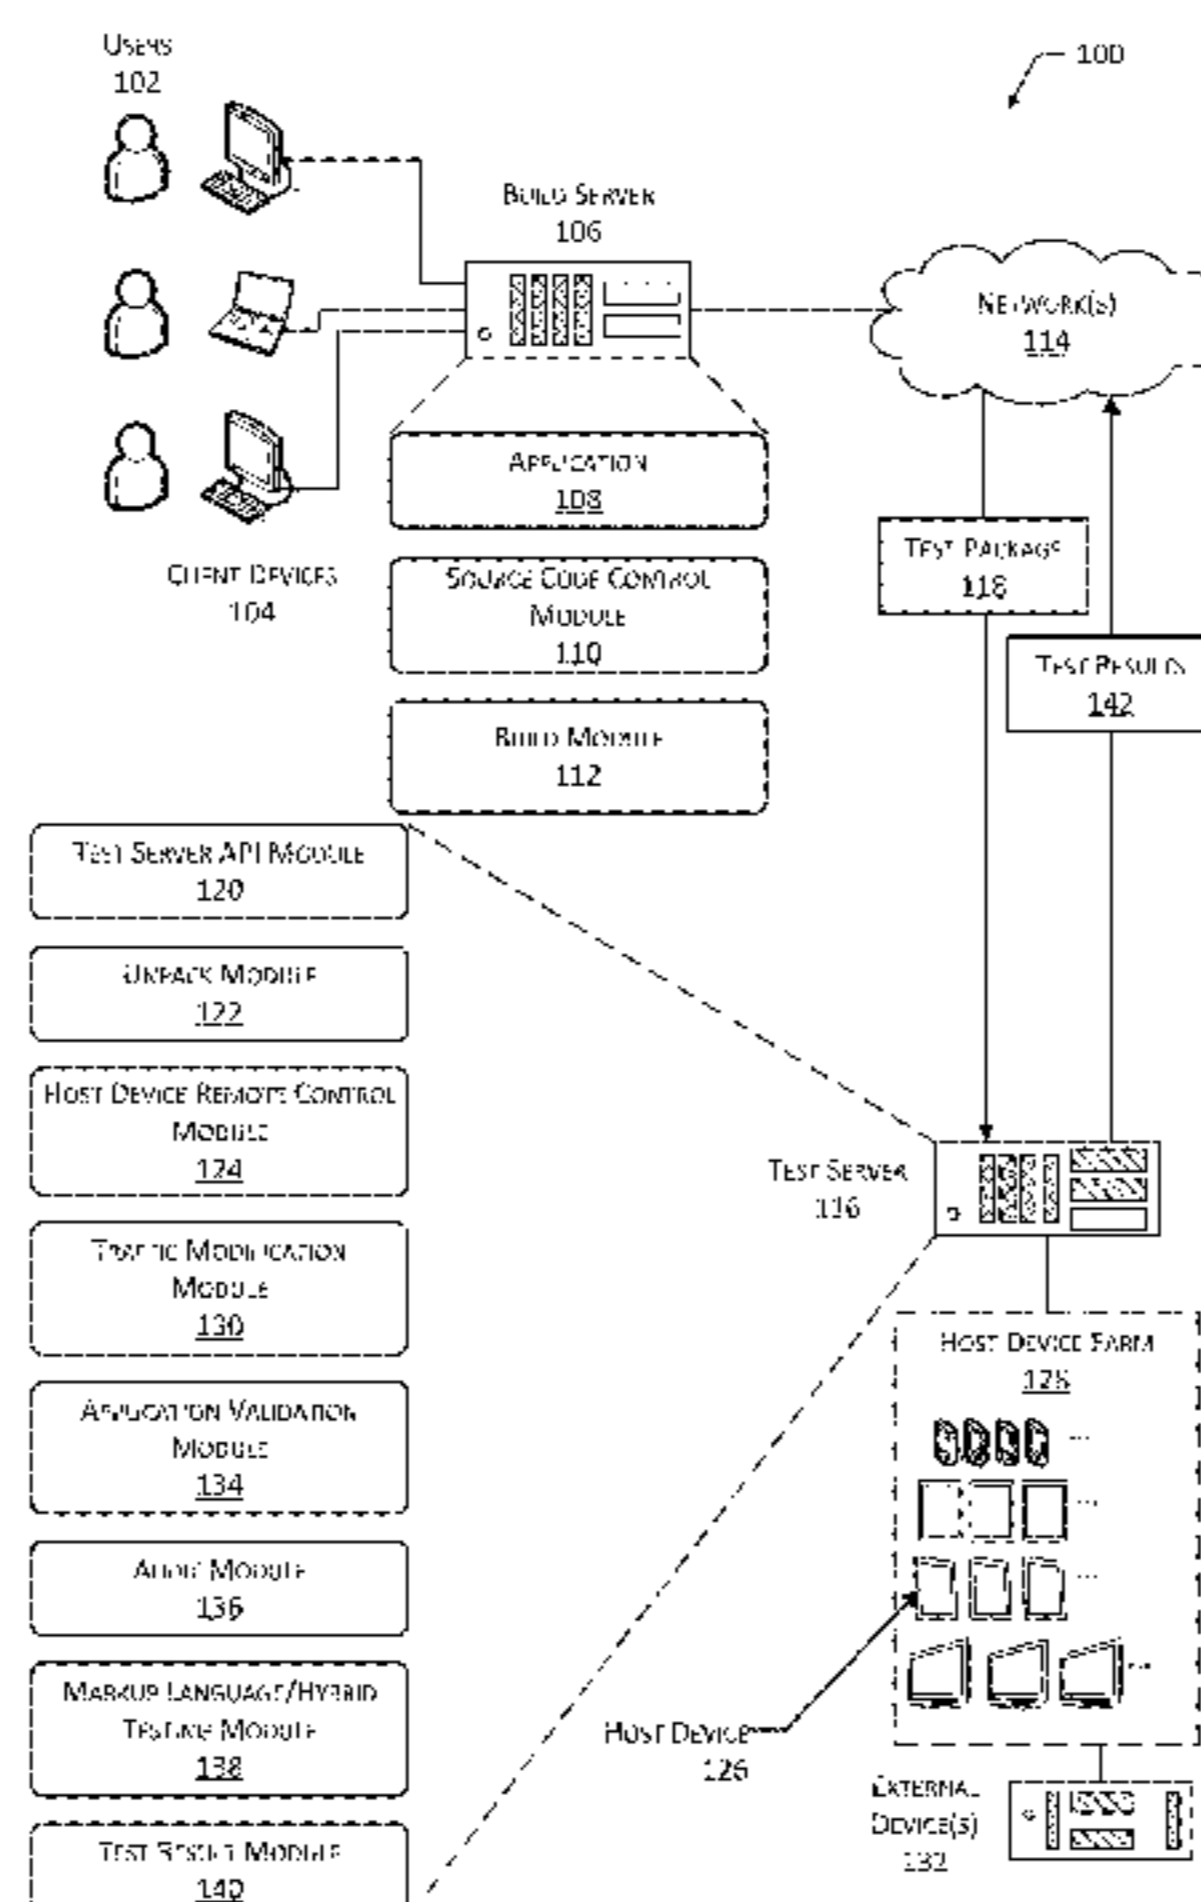 USERS
102
100
BUILD SERVER
106
NETWORK(S)
114
APPLICATION
108
TEST PACKAGE
118
CLIENT DEVICES
104
SOURCE CODE CONTROL
MODULE
110
TEST RESULTS
142
BUILD MODULE
112
TEST SERVER API MODULE
120
UNPACK MODULE
122
HOST DEVICE REMOTE CONTROL
MODULE
124
TEST SERVER
116
TRAFFIC MODIFICATION
MODULE
130
HOST DEVICE FARM
128
APPLICATION VALIDATION
MODULE
134
AUDIO MODULE
136
MARKUP LANGUAGE/HYBRID
TESTING MODULE
138
HOST DEVICE
126
EXTERNAL
DEVICE(S)
132
TEST RESULT MODULE
140